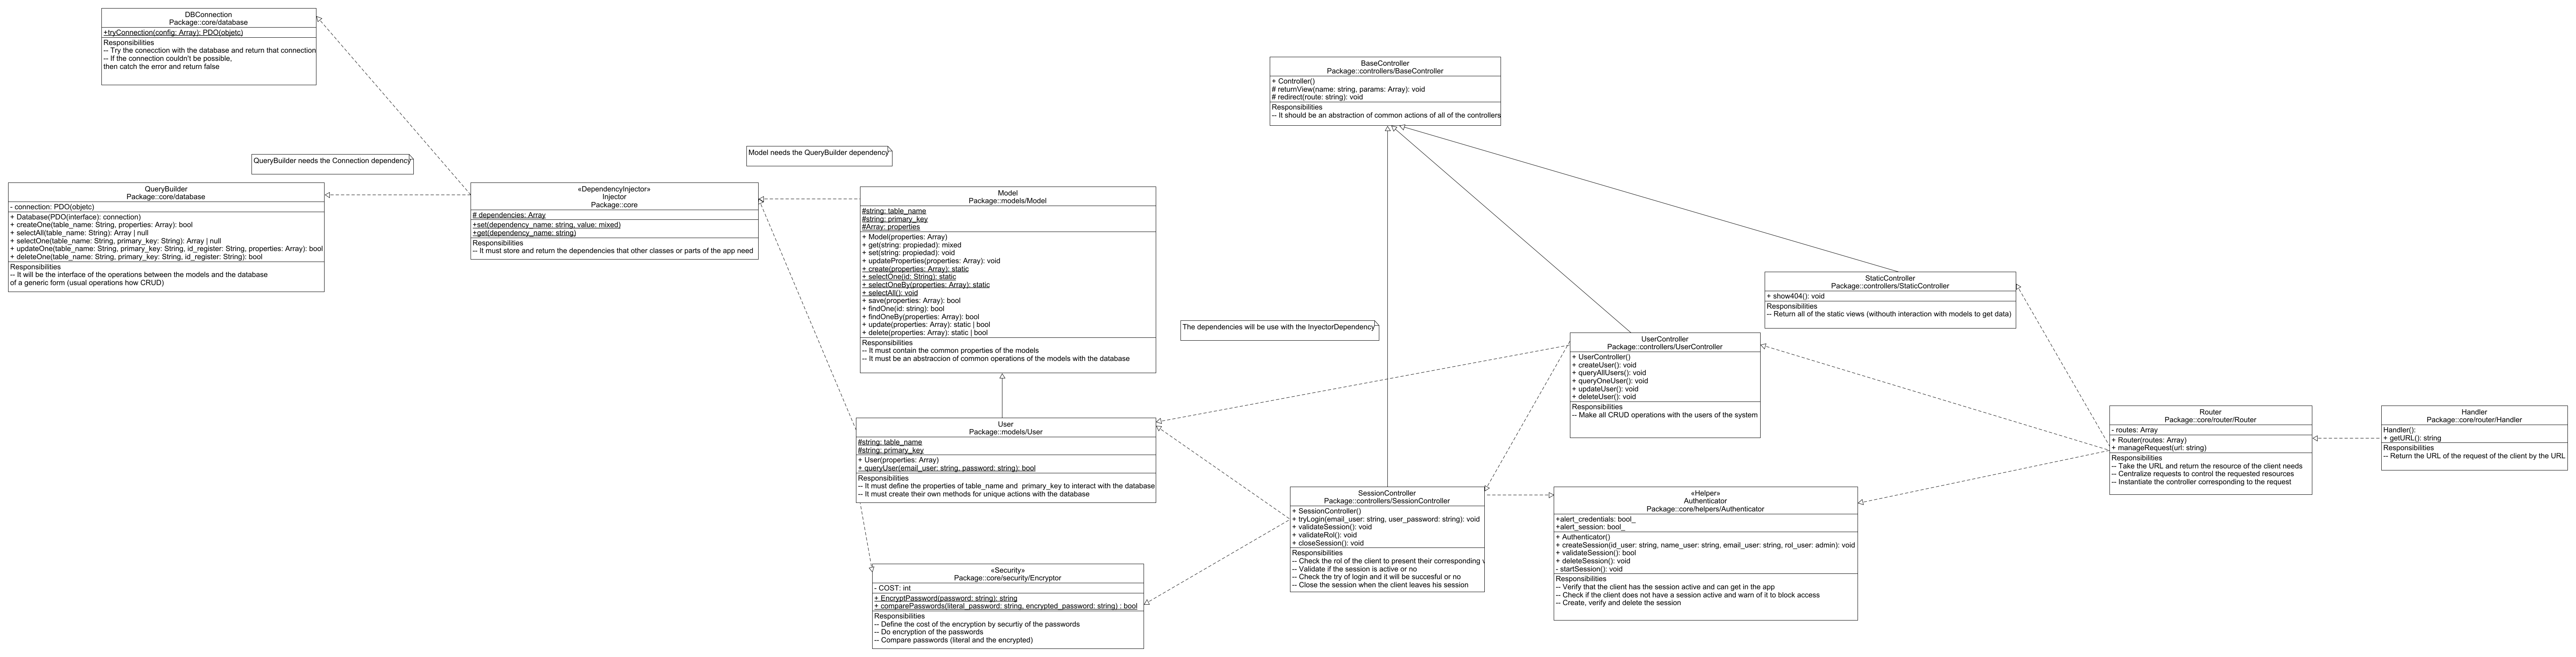 DBConnection
Package::core/database
+tryConnection(config: Array): PDO(objetc)
Responsibilities
-- Try the conecction with the database and return that connection
-- If the connection couldn't be possible,
then catch the error and return false
QueryBuilder needs the Connection dependency
QueryBuilder
Package::core/database
- connection: PDO(objetc)
+ Database(PDO(interface): connection)
+ createOne(table_name: String, properties: Array): bool
+ selectAll(table_name: String): Array | null
+ selectOne(table_name: String, primary_key: String): Array | null
+ updateOne(table_name: String, primary_key: String, id_register: String, properties: Array): bool
+ deleteOne(table_name: String, primary_key: String, id_register: String): bool
Responsibilities
-- It will be the interface of the operations between the models and the database
of a generic form (usual operations how CRUD)
«DependencyInjector»
Injector
Package::core
# dependencies: Array
+set(dependency_name: string, value: mixed)
+get(dependency_name: string)
Responsibilities
-- It must store and return the dependencies that other classes or parts of the app need
Model needs the QueryBuilder dependency
Model
Package::models/Model
#string: table_name
#string: primary_key
#Array: properties
+ Model(properties: Array)
+ get(string: propiedad): mixed
+ set(string: propiedad): void
+ updateProperties(properties: Array): void
+ create(properties: Array): static
+ selectOne(id: String): static
+ selectOneBy(properties: Array): static
+ selectAll(): void
+ save(properties: Array): bool
+ findOne(id: string): bool
+ findOneBy(properties: Array): bool
+ update(properties: Array): static | bool
+ delete(properties: Array): static | bool
Responsibilities
-- It must contain the common properties of the models
-- It must be an abstraccion of common operations of the models with the database
User
Package::models/User
#string: table_name
#string: primary_key
+ User(properties: Array)
+ queryUser(email_user: string, password: string): bool
Responsibilities
-- It must define the properties of table_name and  primary_key to interact with the database
-- It must create their own methods for unique actions with the database
«Security»
Package::core/security/Encryptor
- COST: int
+ EncryptPassword(password: string): string
+ comparePasswords(literal_password: string, encrypted_password: string) : bool
Responsibilities
-- Define the cost of the encryption by securtiy of the passwords
-- Do encryption of the passwords
-- Compare passwords (literal and the encrypted)
BaseController
Package::controllers/BaseController
+ Controller()
# returnView(name: string, params: Array): void
# redirect(route: string): void
Responsibilities
-- It should be an abstraction of common actions of all of the controllers
The dependencies will be use with the InyectorDependency
StaticController
Package::controllers/StaticController
+ show404(): void
Responsibilities
-- Return all of the static views (withouth interaction with models to get data)
UserController
Package::controllers/UserController
+ UserController()
+ createUser(): void
+ queryAllUsers(): void
+ queryOneUser(): void
+ updateUser(): void
+ deleteUser(): void
Responsibilities
-- Make all CRUD operations with the users of the system
SessionController
Package::controllers/SessionController
+ SessionController()
+ tryLogin(email_user: string, user_password: string): void
+ validateSession(): void
+ validateRol(): void
+ closeSession(): void
Responsibilities
-- Check the rol of the client to present their corresponding
-- Validate if the session is active or no
-- Check the try of login and it will be succesful or no
-- Close the session when the client leaves his session
«Helper»
Authenticator
Package::core/helpers/Authenticator
+alert_credentials: bool_
+alert_session: bool_
+ Authenticator()
+ createSession(id_user: string, name_user: string, email_user: string, rol_user: admin): void
+ validateSession(): bool
+ deleteSession(): void
- startSession(): void
Responsibilities
-- Verify that the client has the session active and can get in the app
-- Check if the client does not have a session active and warn of it to block access
-- Create, verify and delete the session
Router
Package::core/router/Router
- routes: Array
+ Router(routes: Array)
+ manageRequest(url: string)
Responsibilities
-- Take the URL and return the resource of the client needs
-- Centralize requests to control the requested resources
-- Instantiate the controller corresponding to the request
Handler
Package::core/router/Handler
Handler():
+ getURL(): string
Responsibilities
-- Return the URL of the request of the client by the URL